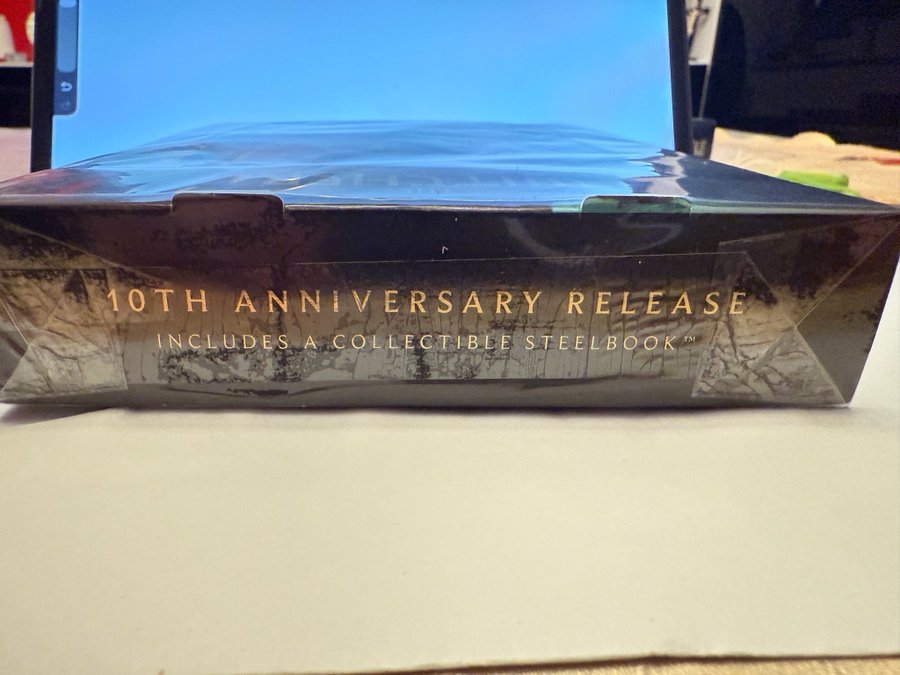 10TH ANNIVERSARY RELEASE
INCLUDES A COLLECTIBLE STEELBOOK™